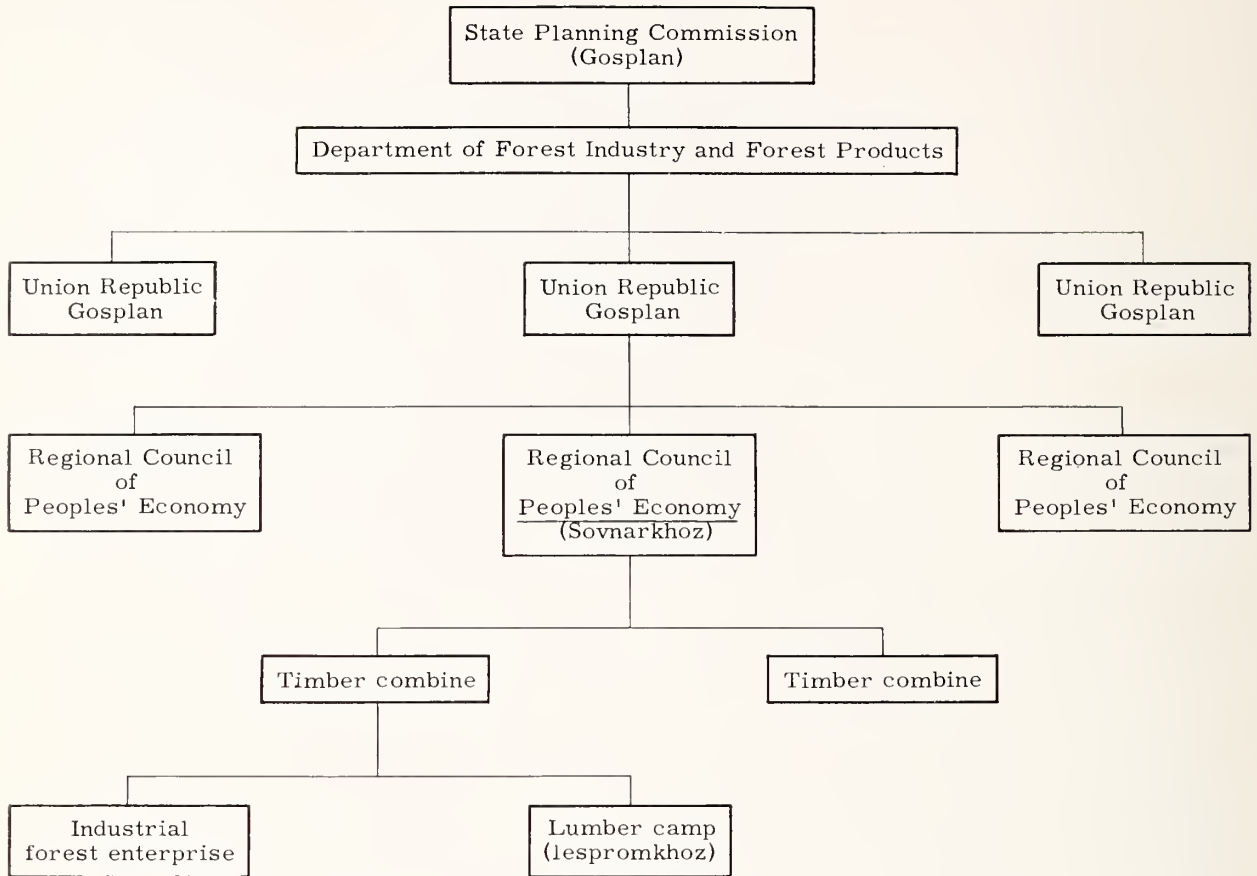 State Planning Commission
(Gosplan)
Department of Forest Industry and Forest Products
Union Republic
Gosplan
Union Republic
Gosplan
Union Republic
Gosplan
Regional Council
of
Peoples' Economy
Regional Council
of
Peoples' Economy
(Sovnarkhoz)
Regional Council
of
Peoples' Economy
Timber combine
Timber combine
Industrial
forest enterprise
Lumber camp
(lespromkhoz)